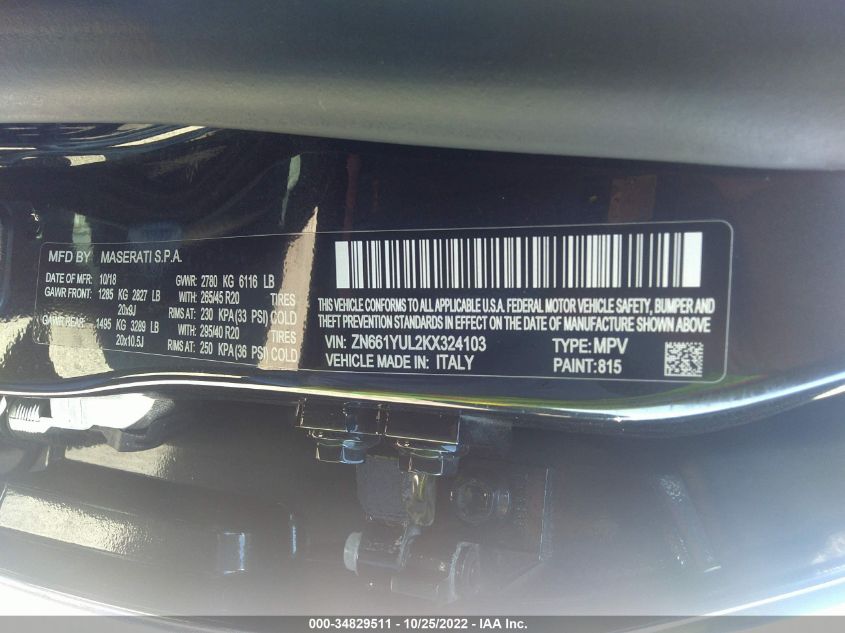 MFD BY MASERATI S.P.A.
DATE OF MFR: 10/18 GVWR: 2780 KG 6116 LB
GAWR FRONT: 1285 KG 2827 LB WITH: 265/45 R20 TIRES
20x9J RIMS AT: 230 KPA (33 PSI) COLD
GAWR REAR: 1495 KG 3289 LB WITH: 295/40 R20 TIRES
20x10.5J RIMS AT: 250 KPA (36 PSI) COLD
THIS VEHICLE CONFORMS TO ALL APPLICABLE U.S.A. FEDERAL MOTOR VEHICLE SAFETY, BUMPER AND
THEFT PREVENTION STANDARDS IN EFFECT ON THE DATE OF MANUFACTURE SHOWN ABOVE
VIN: ZN661YUL2KX324103 TYPE: MPV
VEHICLE MADE IN: ITALY PAINT: 815
000-34829511 - 10/25/2022 - IAA Inc.